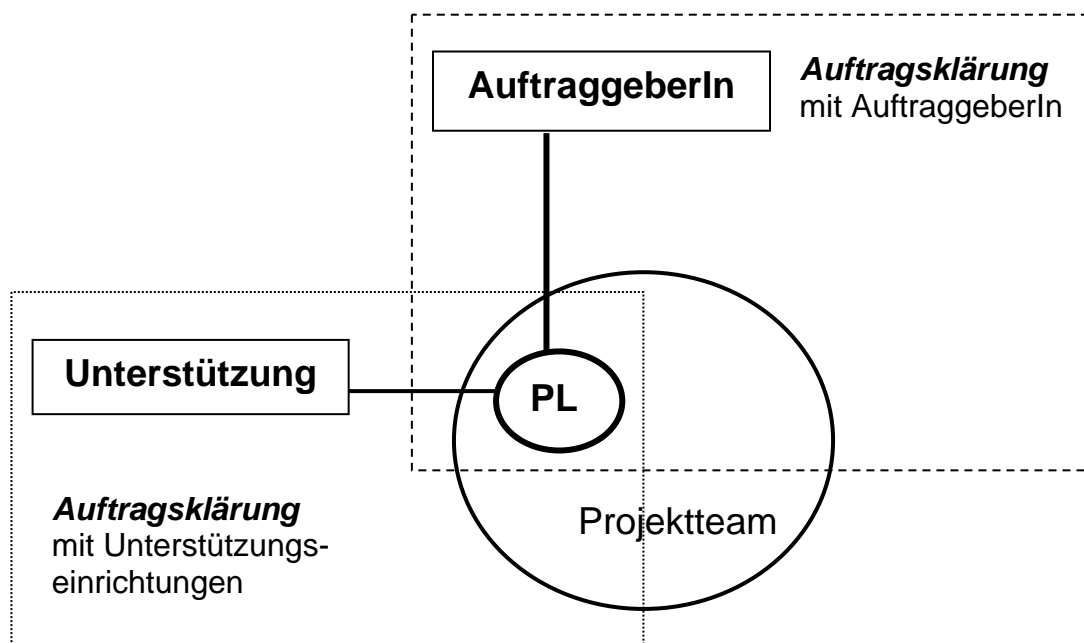 AuftraggeberIn
Auftragsklärung
mit AuftraggeberIn
Unterstützung
PL
Auftragsklärung
mit Unterstützungs-
einrichtungen
Projektteam